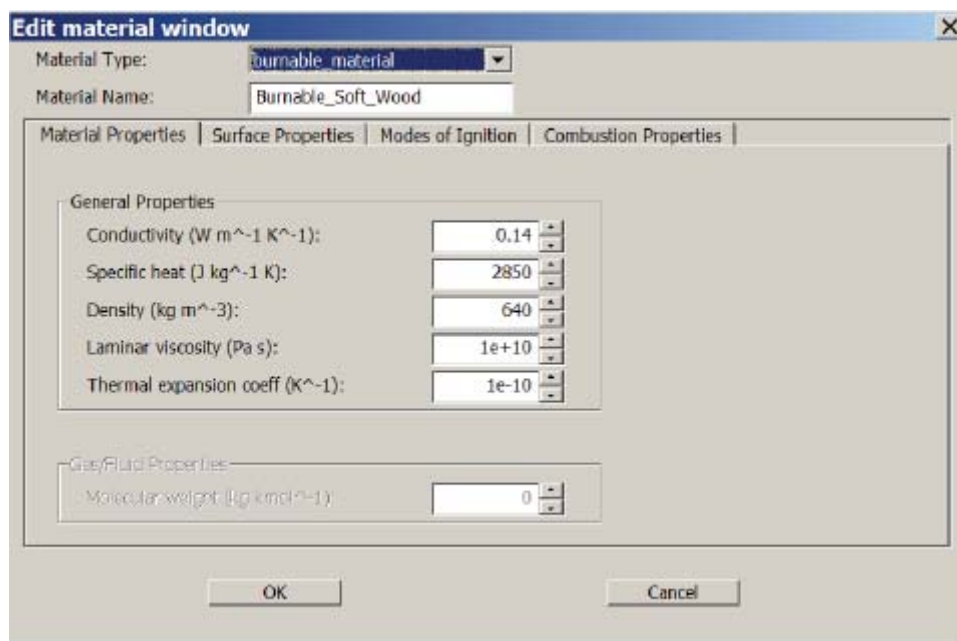 Edit material window
Material Type: burnable_material
Material Name: Burnable_Soft_Wood
Material Properties Surface Properties Modes of Ignition Combustion Properties
General Properties
Conductivity (W m^-1 K^-1): 0.14
Specific heat (J kg^-1 K): 2850
Density (kg m^-3): 640
Laminar viscosity (Pa s): 1e+10
Thermal expansion coeff (K^-1): 1e-10
Gas/Fluid Properties
Molecular weight (kg kmol^-1): 0
OK Cancel